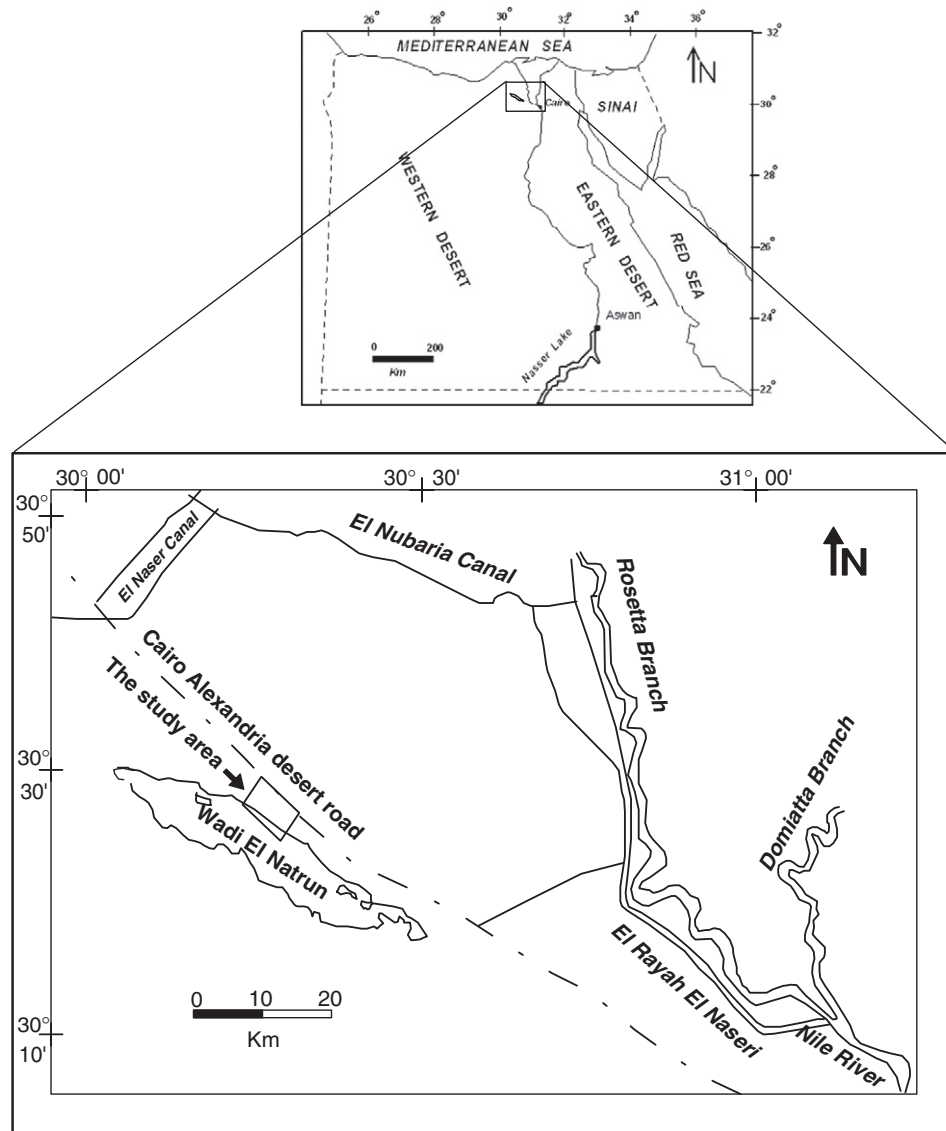 26° 28° 30° 32° 34° 36°
32°
MEDITERRANEAN SEA
N
30°
Cairo
SINAI
28°
WESTERN DESERT
EASTERN DESERT
RED SEA
26°
24°
Aswan
Nasser Lake
0 200
Km
22°
30° 00' 30° 30' 31° 00'
30°
50'
El Naser Canal
El Nubaria Canal
N
Rosetta Branch
Cairo Alexandria desert road
The study area
30°
30'
Wadi El Natrun
Domiatta Branch
El Rayah El Naseri
0 10 20
Km
30°
10'
Nile River